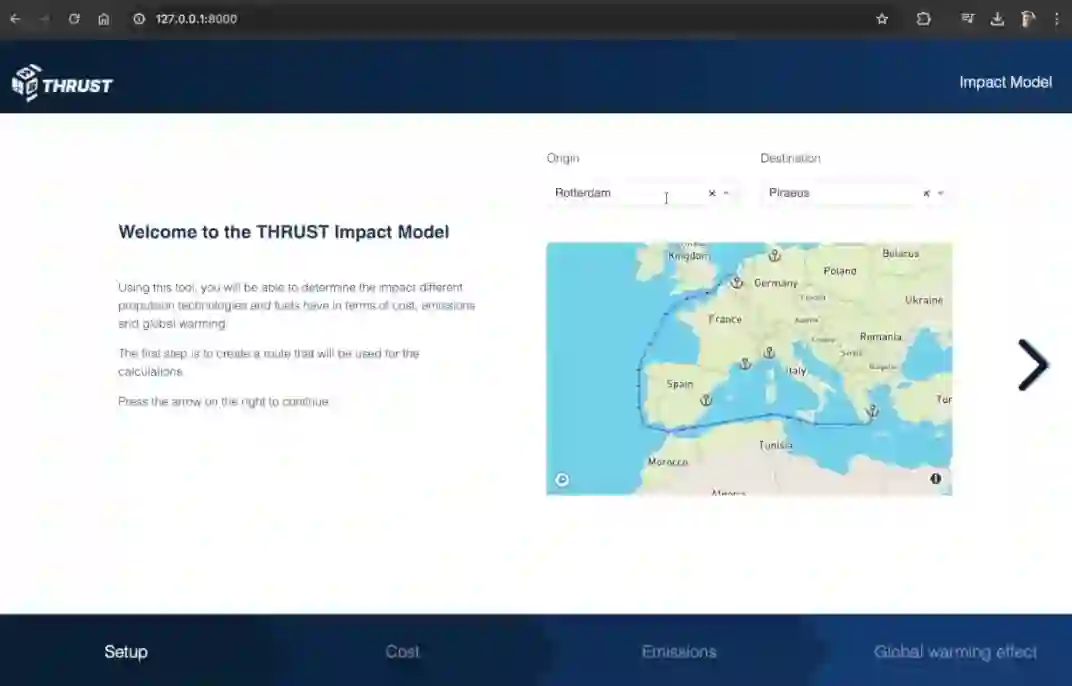 127.0.0.1:8000
THRUST
Impact Model
Origin
Destination
Rotterdam
Piraeus
Welcome to the THRUST Impact Model
Using this tool, you will be able to determine the impact different
propulsion technologies and fuels have in terms of cost, emissions
and global warming.
The first step is to create a route that will be used for the
calculations.
Press the arrow on the right to continue.
Kingdom
Belarus
Poland
Germany
Ukraine
France
Romania
Italy
Spain
Tunisia
Morocco
Algeria
Setup
Cost
Emissions
Global warming effect